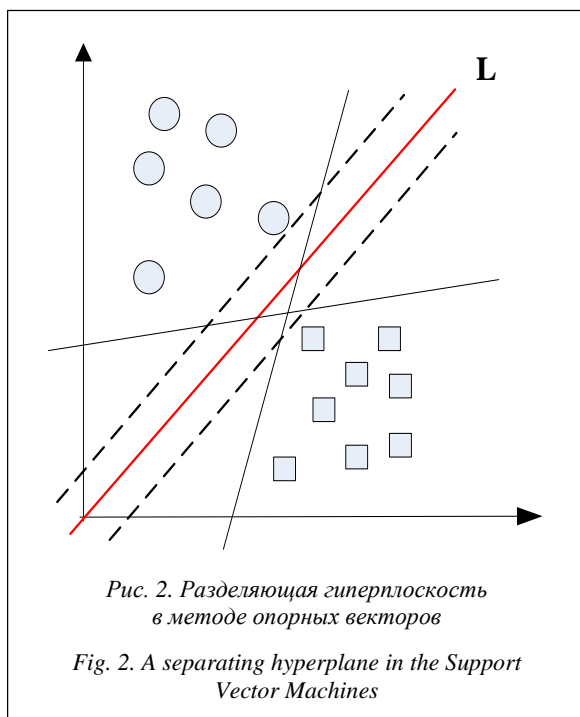 L
Рис. 2. Разделяющая гиперплоскость
в методе опорных векторов
Fig. 2. A separating hyperplane in the Support
Vector Machines